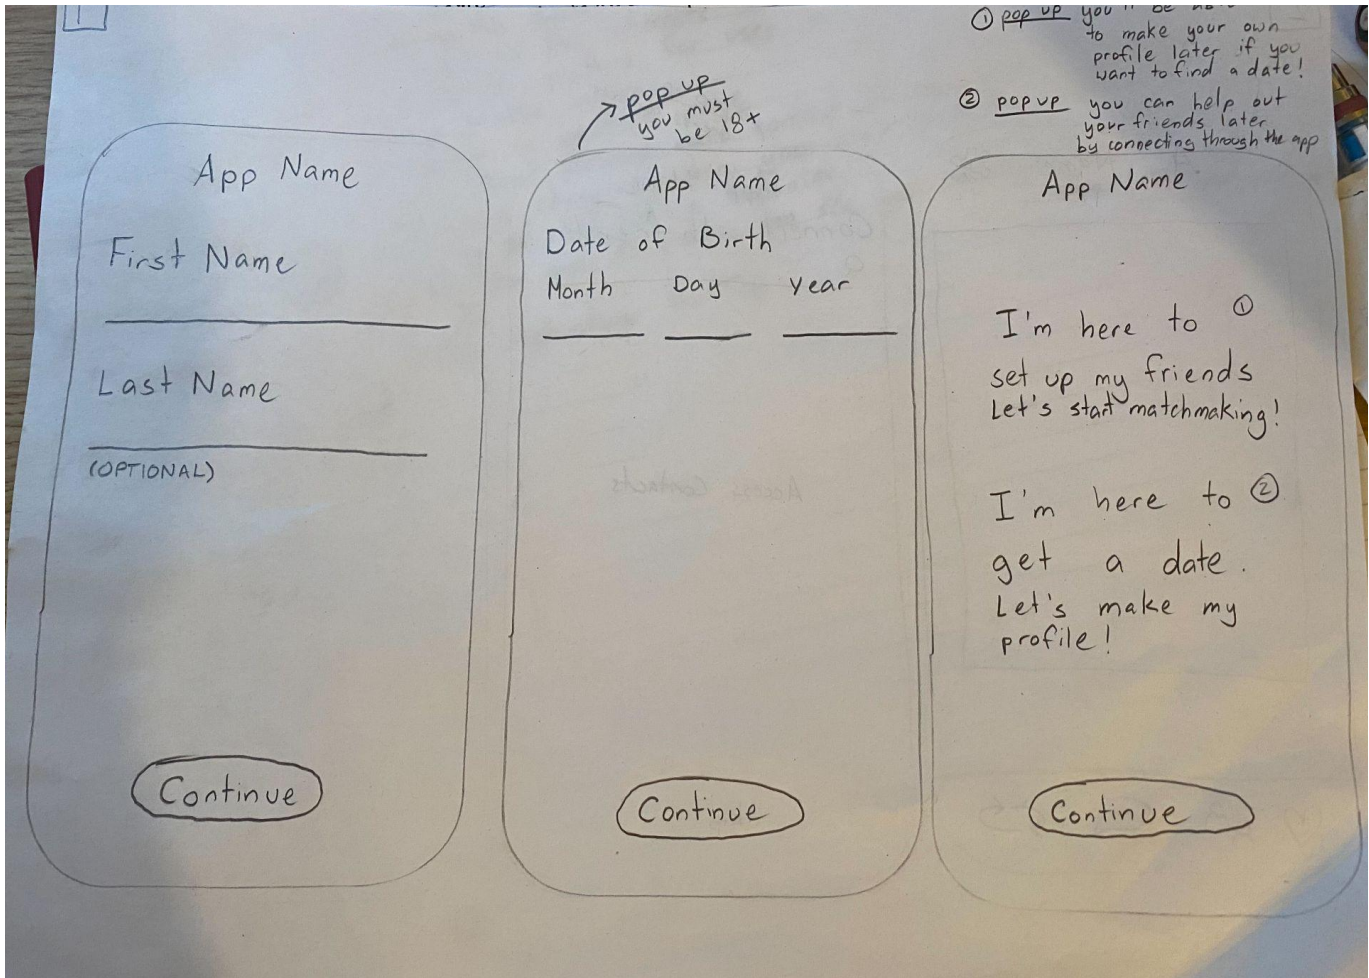 ① pop up you'll be
to make your own
profile later if you
want to find a date!
② popup you can help out
your friends later
by connecting through the app
pop up
you must
be 18+
App Name
First Name
Last Name
(OPTIONAL)
Continue
App Name
Date of Birth
Month Day Year
Access Contacts
Continue
App Name
I'm here to ①
set up my friends
Let's start matchmaking!
I'm here to ②
get a date.
Let's make my
profile!
Continue